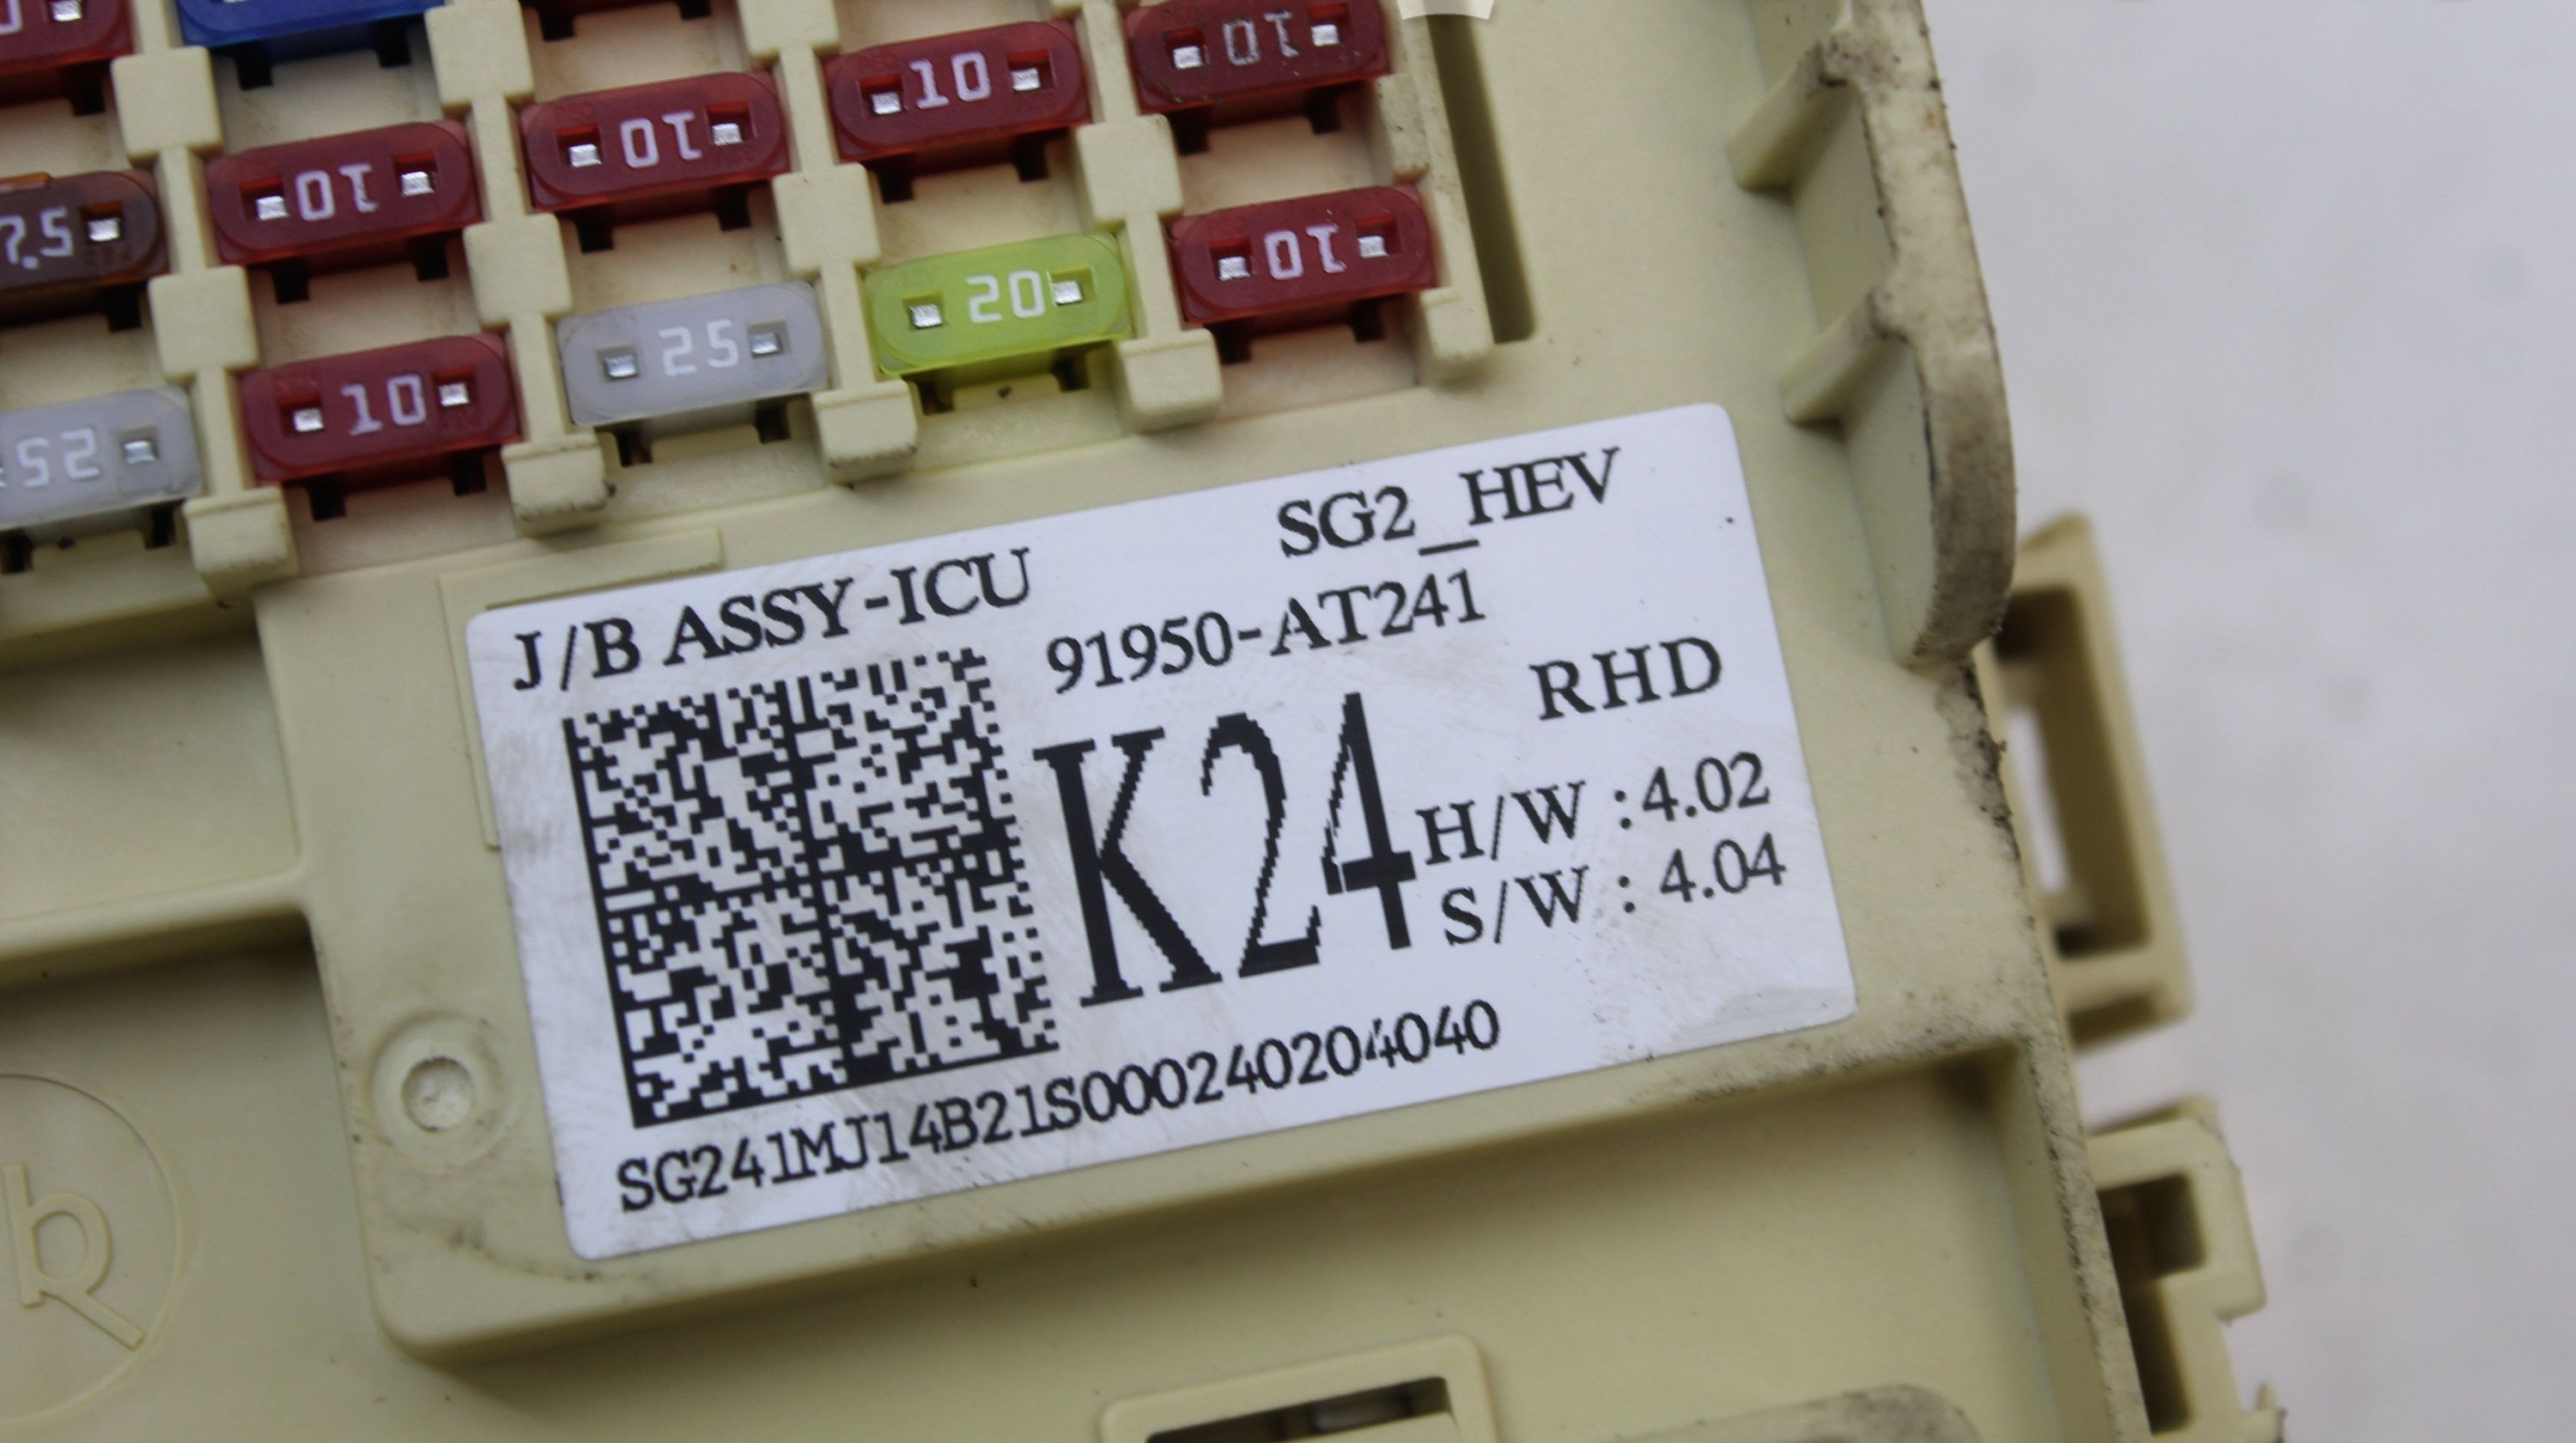 10 10 10 01
7.5 10 10 20 10
25 10 25
J/B ASSY-ICU SG2_HEV
91950-AT241
RHD
K24
H/W :4.02
S/W : 4.04
SG241MJ14B21S000240204040